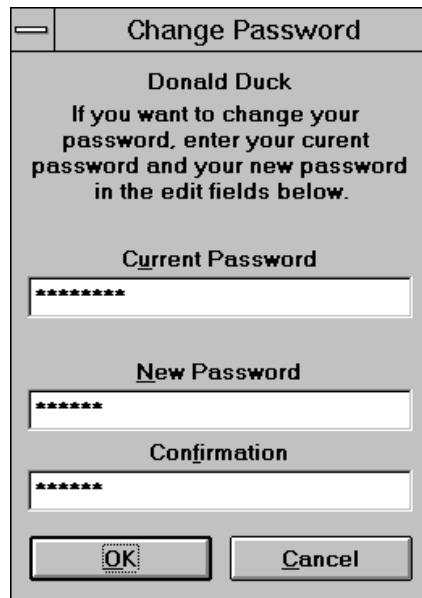 Change Password
Donald Duck
If you want to change your
password, enter your curent
password and your new password
in the edit fields below.
Current Password
********
New Password
******
Confirmation
******
OK Cancel